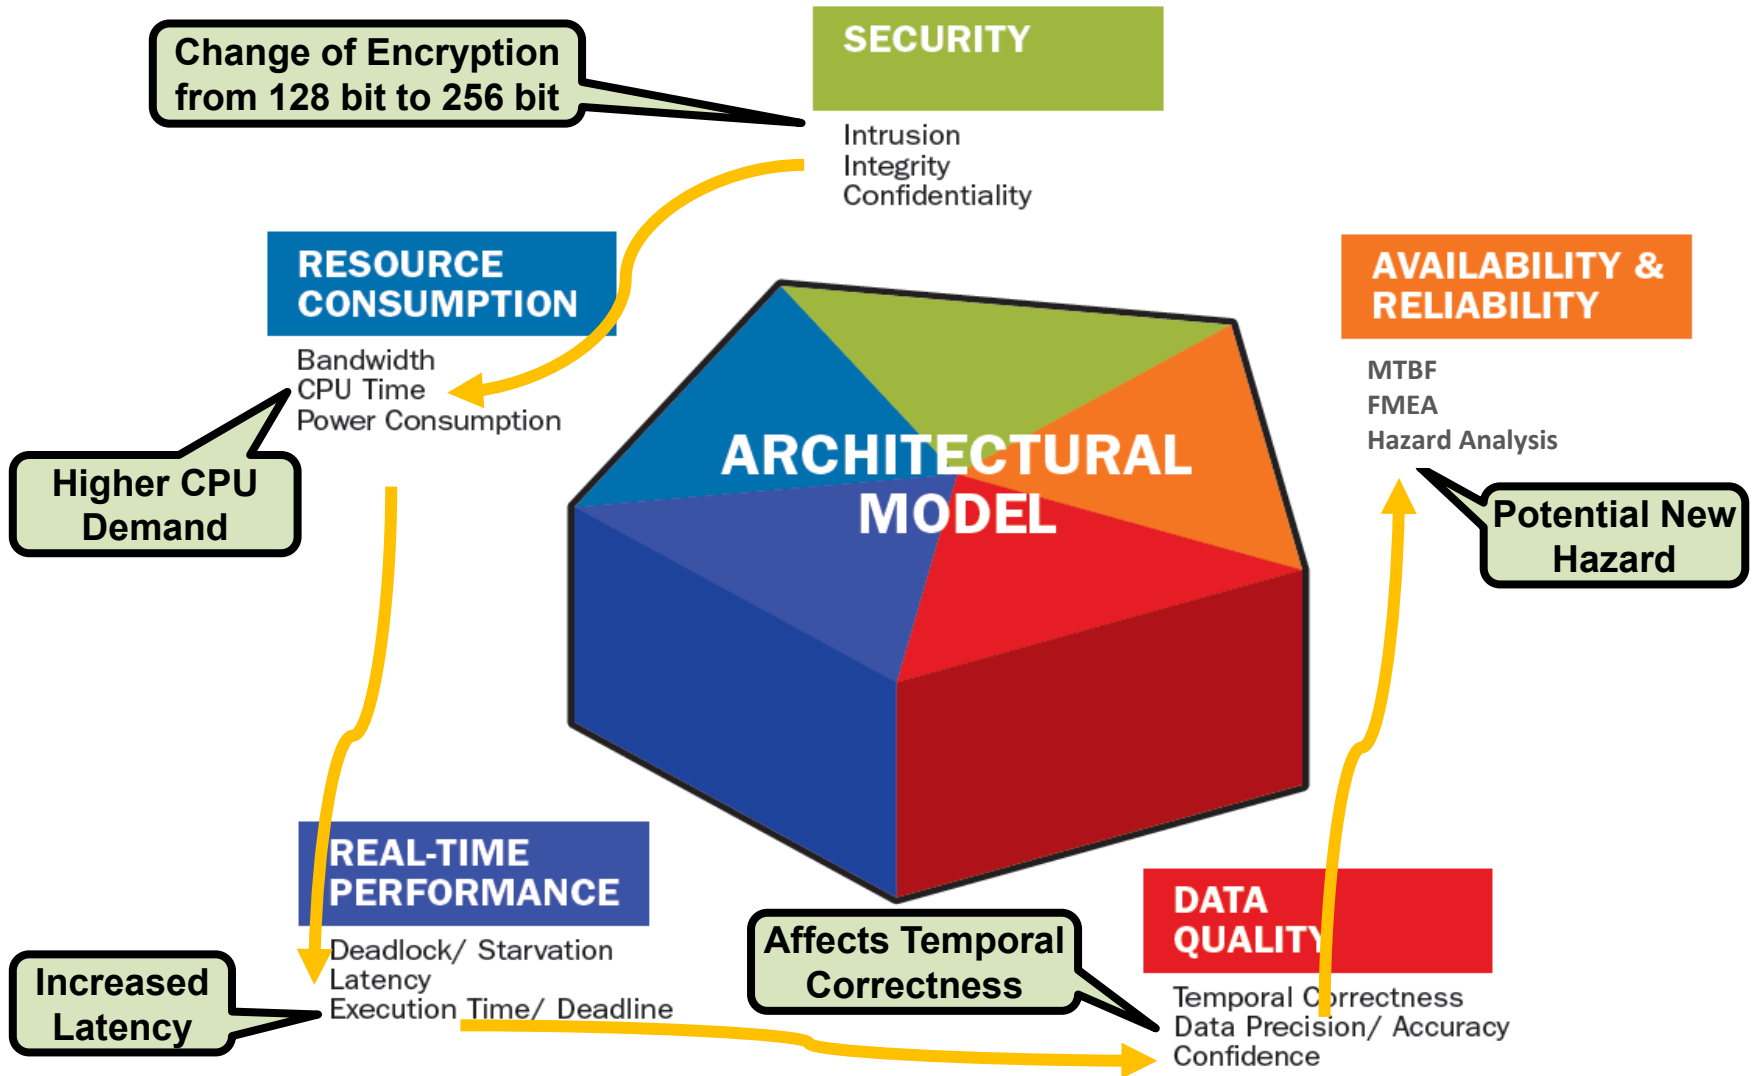 Change of Encryption
from 128 bit to 256 bit
SECURITY
Intrusion
Integrity
Confidentiality
RESOURCE
CONSUMPTION
Bandwidth
CPU Time
Power Consumption
Higher CPU
Demand
AVAILABILITY &
RELIABILITY
MTBF
FMEA
Hazard Analysis
Potential New
Hazard
ARCHITECTURAL
MODEL
REAL-TIME
PERFORMANCE
Deadlock/ Starvation
Latency
Execution Time/ Deadline
Increased
Latency
Affects Temporal
Correctness
DATA
QUALITY
Temporal Correctness
Data Precision/ Accuracy
Confidence